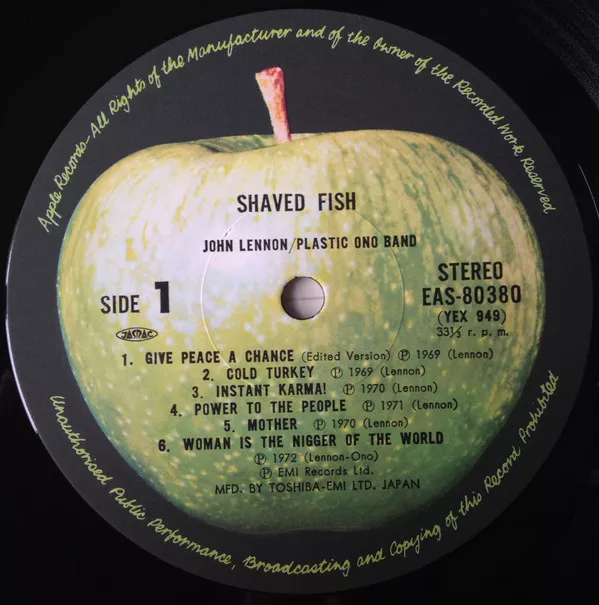 Apple Records-All Rights of the Manufacturer and of the Owner of the Recorded Work Reserved
SHAVED FISH
JOHN LENNON/PLASTIC ONO BAND
SIDE 1
STEREO
EAS-80380
(YEX 949)
33⅓ r. p. m.
JASRAC
1. GIVE PEACE A CHANCE (Edited Version) ℗ 1969 (Lennon)
2. COLD TURKEY ℗ 1969 (Lennon)
3. INSTANT KARMA! ℗ 1970 (Lennon)
4. POWER TO THE PEOPLE ℗ 1971 (Lennon)
5. MOTHER ℗ 1970 (Lennon)
6. WOMAN IS THE NIGGER OF THE WORLD
℗ 1972 (Lennon-Ono)
℗ EMI Records Ltd.
MFD. BY TOSHIBA-EMI LTD. JAPAN
Unauthorised Public Performance, Broadcasting and Copying of this Record Prohibited